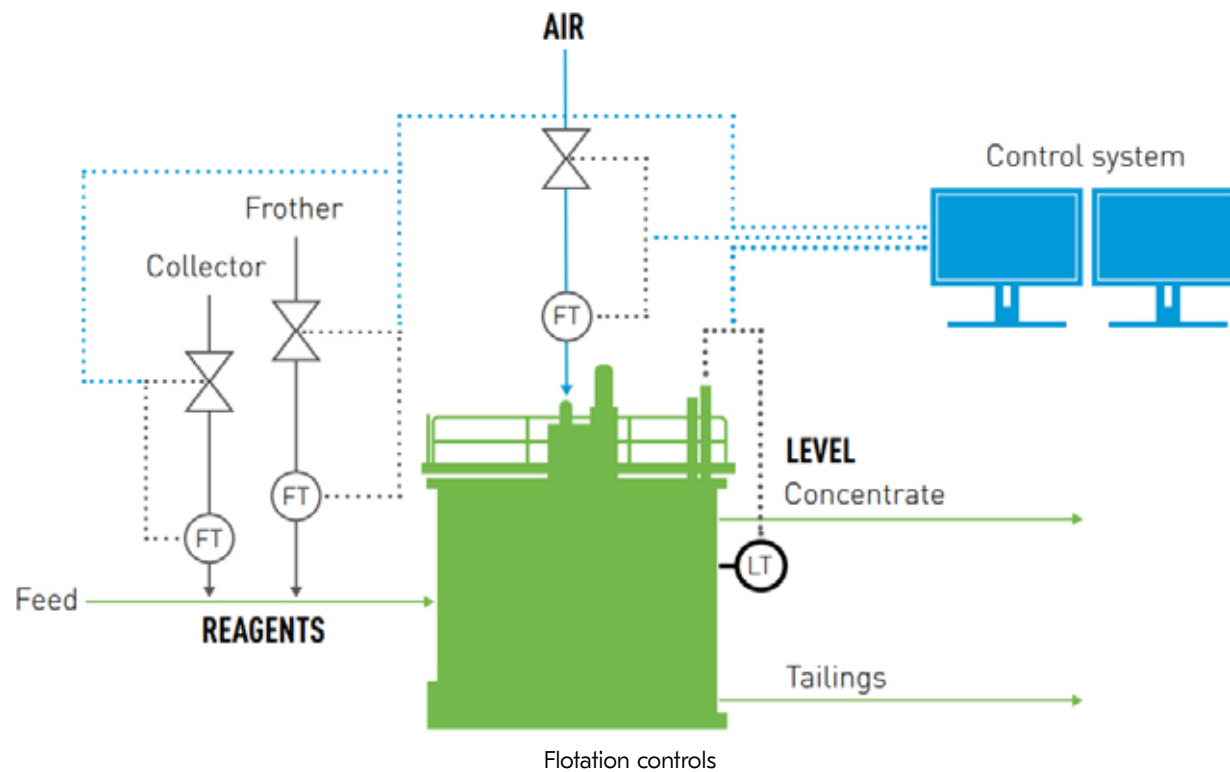 AIR
Control system
Frother
Collector
FT
LEVEL
Concentrate
FT
FT
LT
Feed
REAGENTS
Tailings
Flotation controls